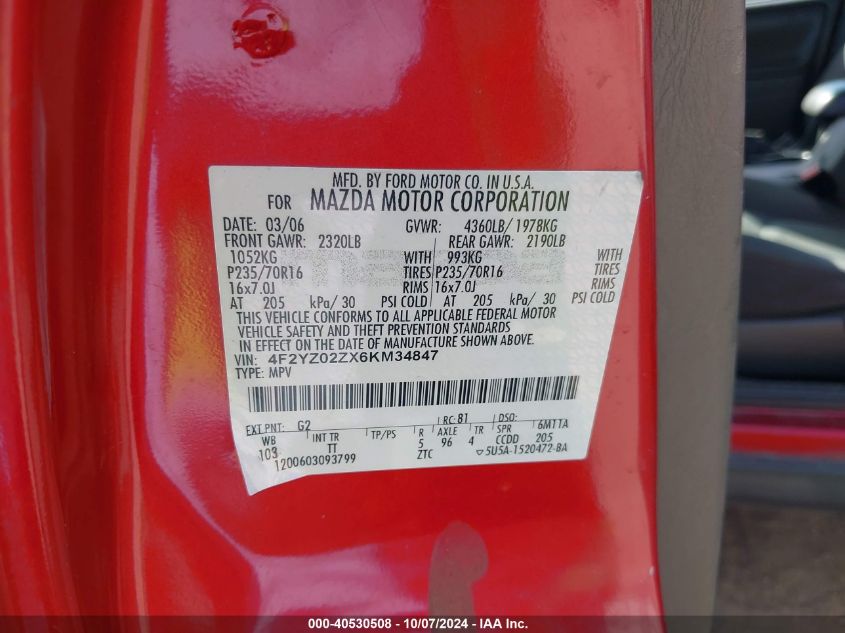 MFD. BY FORD MOTOR CO. IN U.S.A.
FOR MAZDA MOTOR CORPORATION
DATE: 03/06 GVWR: 4360LB/ 1978KG
FRONT GAWR: 2320LB REAR GAWR: 2190LB
1052KG WITH 993KG WITH
P235/70R16 TIRES P235/70R16 TIRES
16x7.0J RIMS 16x7.0J RIMS
AT 205 kPa/ 30 PSI COLD AT 205 kPa/ 30 PSI COLD
THIS VEHICLE CONFORMS TO ALL APPLICABLE FEDERAL MOTOR
VEHICLE SAFETY AND THEFT PREVENTION STANDARDS
IN EFFECT ON THE DATE OF MANUFACTURE SHOWN ABOVE.
VIN: 4F2YZ02ZX6KM34847
TYPE: MPV
EXT PNT: G2 RC: 81 DSO:
WB INT TR TP/PS R AXLE TR SPR 6M11A
103 TT 5 96 4 CCDD 205
1200603093799 ZTC 5U5A-1520472-BA
000-40530508 - 10/07/2024 - IAA Inc.